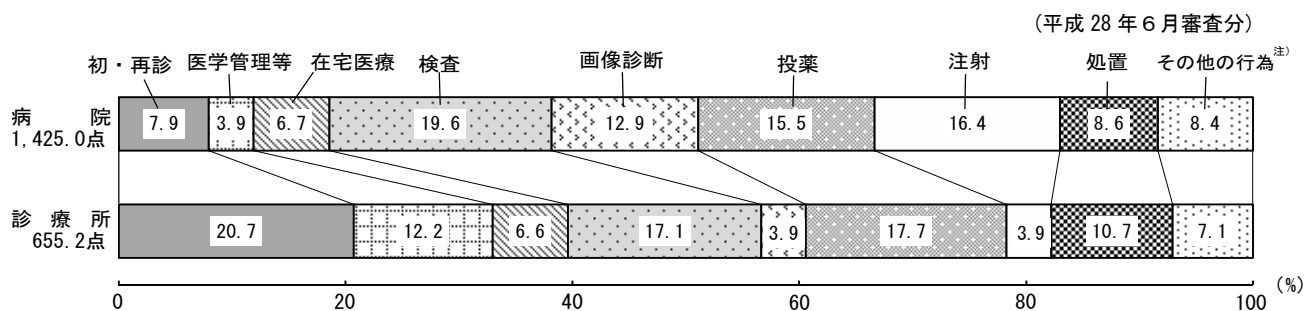 (平成 28 年６月審査分)
初・再診 医学管理等 在宅医療 検査 画像診断 投薬 注射 処置 その他の行為注)
病院 7.9 3.9 6.7 19.6 12.9 15.5 16.4 8.6 8.4
1,425.0点
診療所 20.7 12.2 6.6 17.1 3.9 17.7 3.9 10.7 7.1
655.2点
0 20 40 60 80 100 (%)